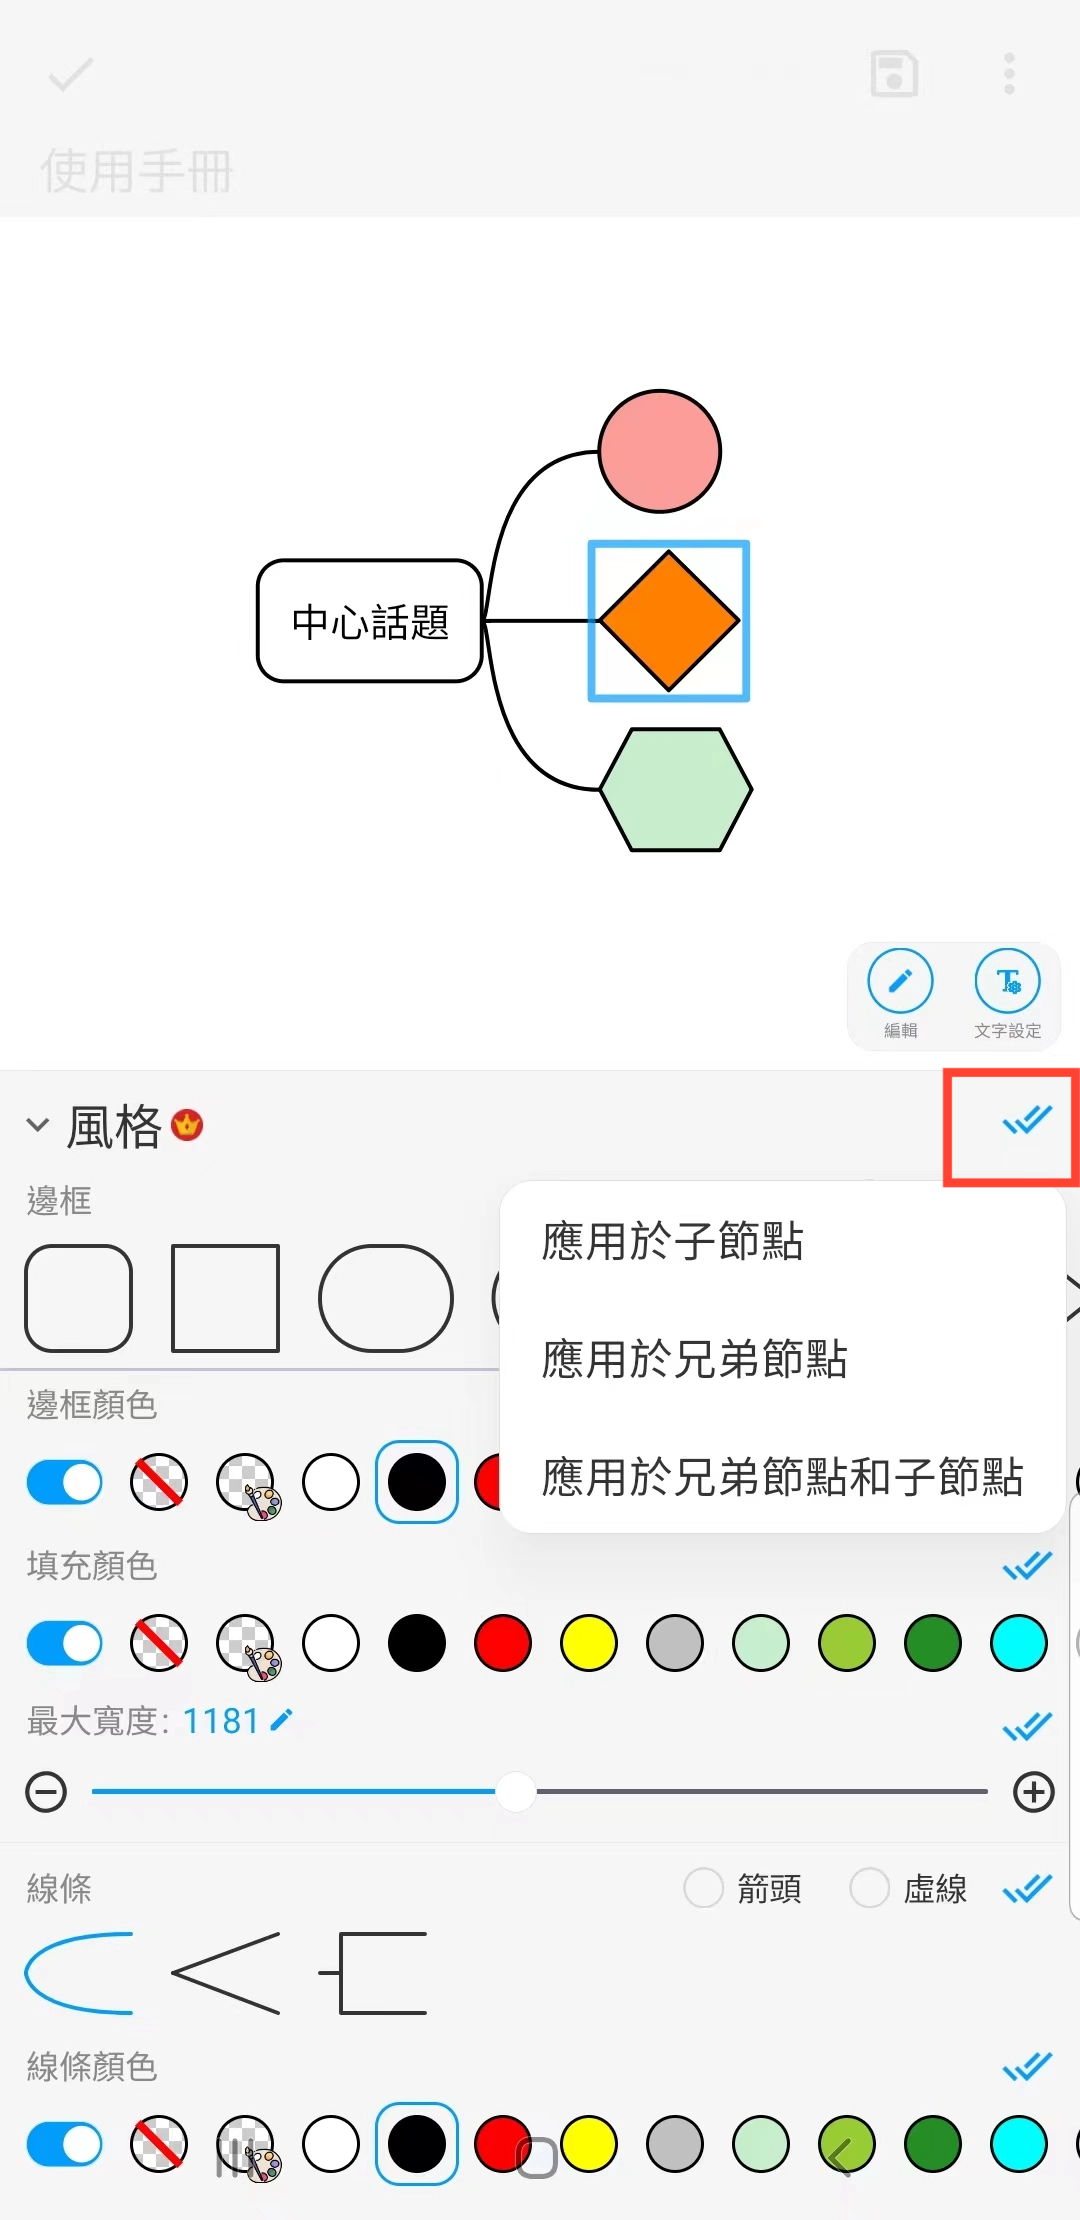 使用手冊
中心話題
編輯
文字設定
風格
邊框
應用於子節點
應用於兄弟節點
應用於兄弟節點和子節點
邊框顏色
填充顏色
最大寬度: 1181
線條
箭頭
虛線
線條顏色